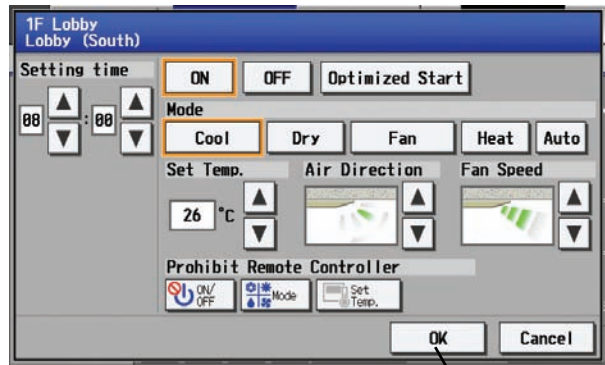 1F Lobby
Lobby (South)
Setting time
ON OFF Optimized Start
08 : 00
Mode
Cool Dry Fan Heat Auto
Set Temp. Air Direction Fan Speed
26 °C
Prohibit Remote Controller
ON/ Mode Set
OFF Temp.
OK Cancel